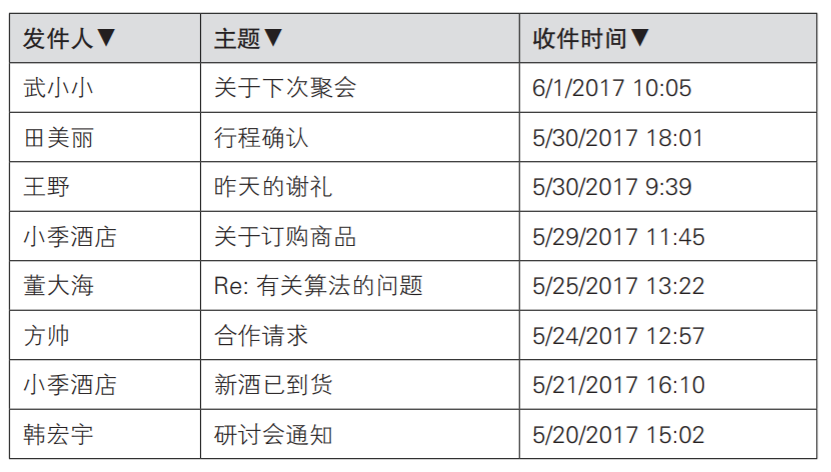 发件人▼ 主题▼ 收件时间▼
武小小 关于下次聚会 6/1/2017 10:05
田美丽 行程确认 5/30/2017 18:01
王野 昨天的谢礼 5/30/2017 9:39
小季酒店 关于订购商品 5/29/2017 11:45
董大海 Re: 有关算法的问题 5/25/2017 13:22
方帅 合作请求 5/24/2017 12:57
小季酒店 新酒已到货 5/21/2017 16:10
韩宏宇 研讨会通知 5/20/2017 15:02